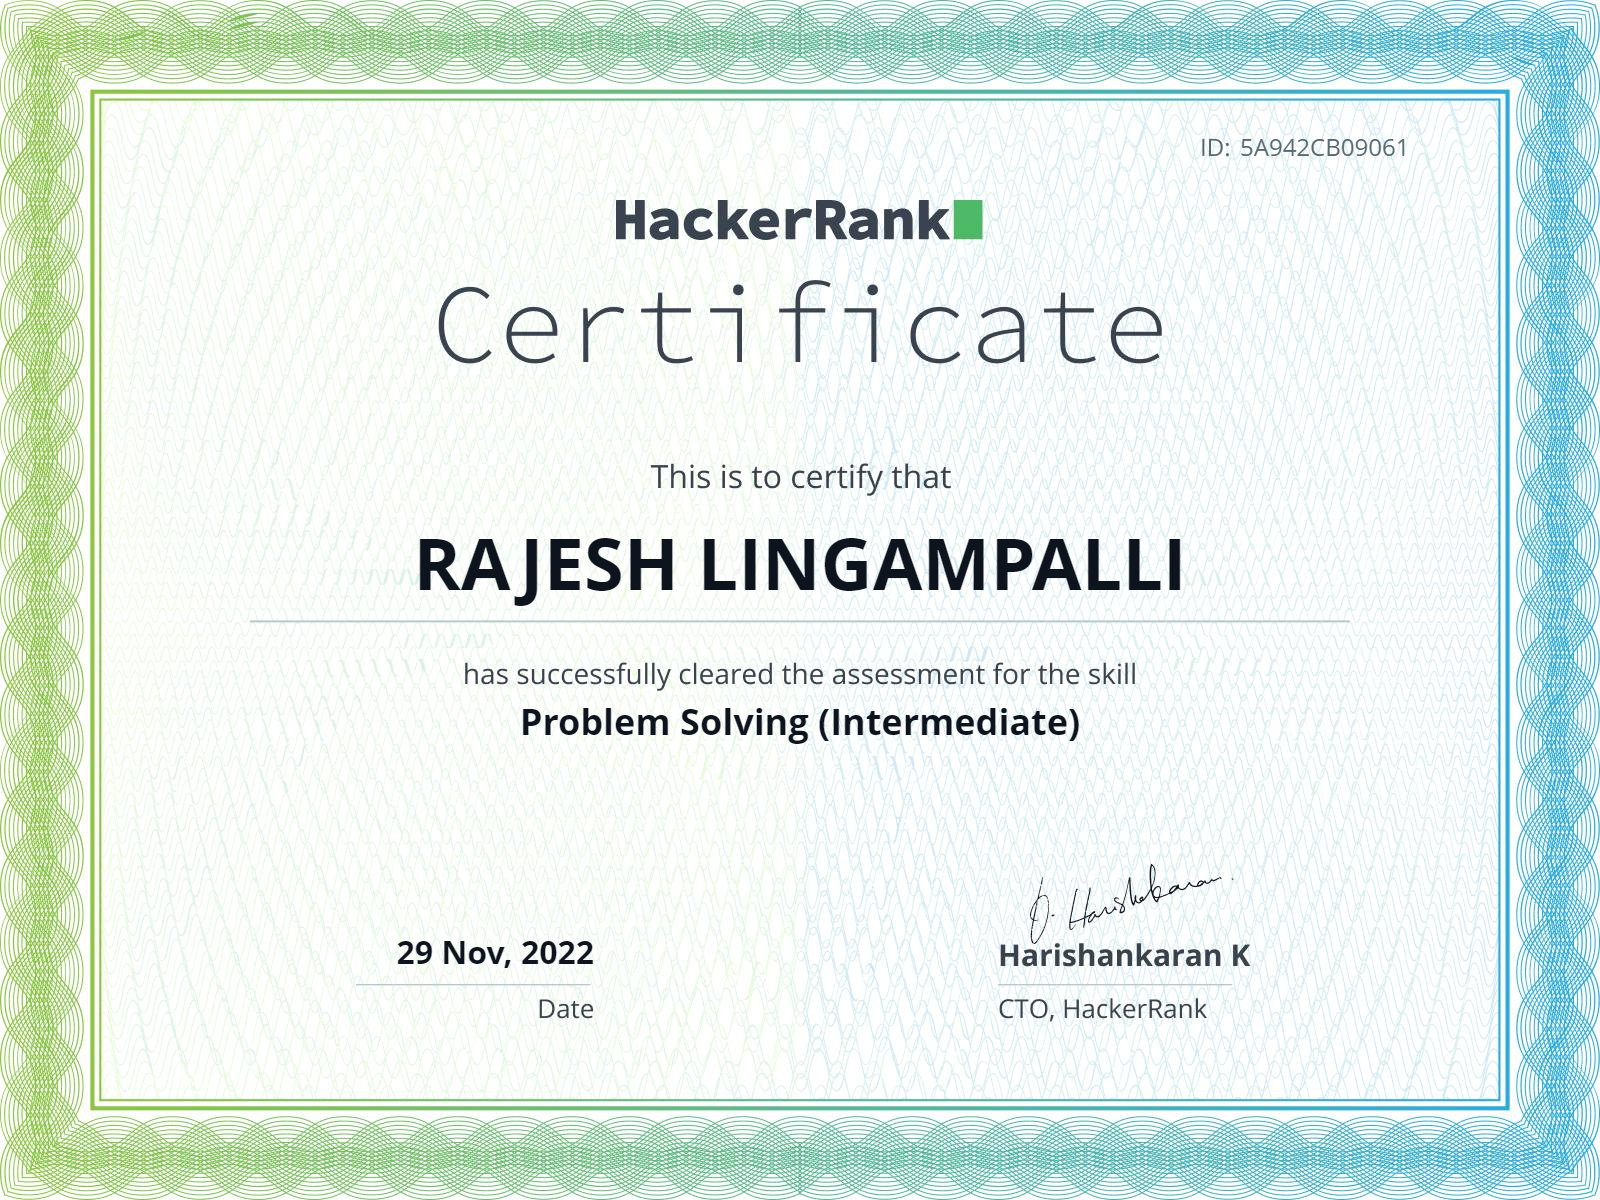 ID: 5A942CB09061
HackerRank
Certificate
This is to certify that
RAJESH LINGAMPALLI
has successfully cleared the assessment for the skill
Problem Solving (Intermediate)
29 Nov, 2022
Date
H. Harishankaran
Harishankaran K
CTO, HackerRank